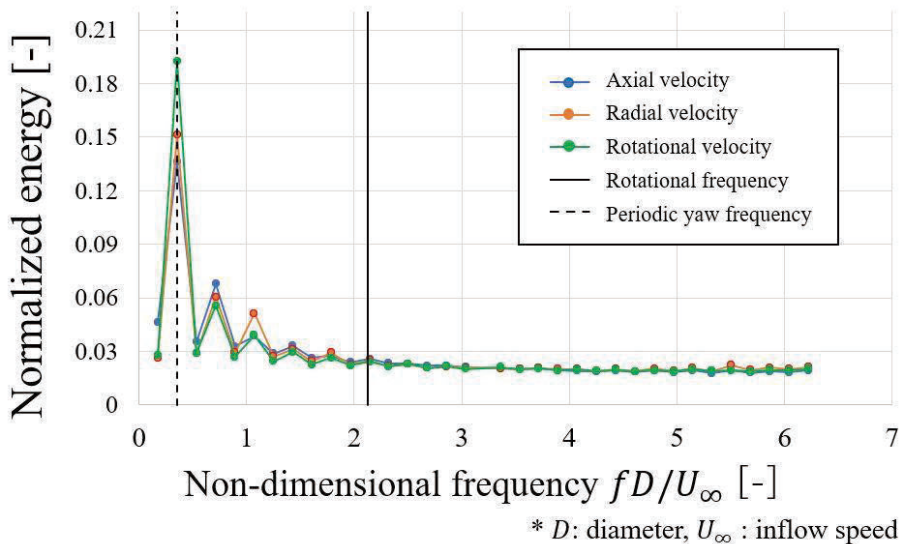 Normalized energy [-]
0.21
0.18
0.15
0.12
0.09
0.06
0.03
0
0 1 2 3 4 5 6 7
Axial velocity
Radial velocity
Rotational velocity
Rotational frequency
Periodic yaw frequency
Non-dimensional frequency fD/U∞ [-]
* D: diameter, U∞ : inflow speed